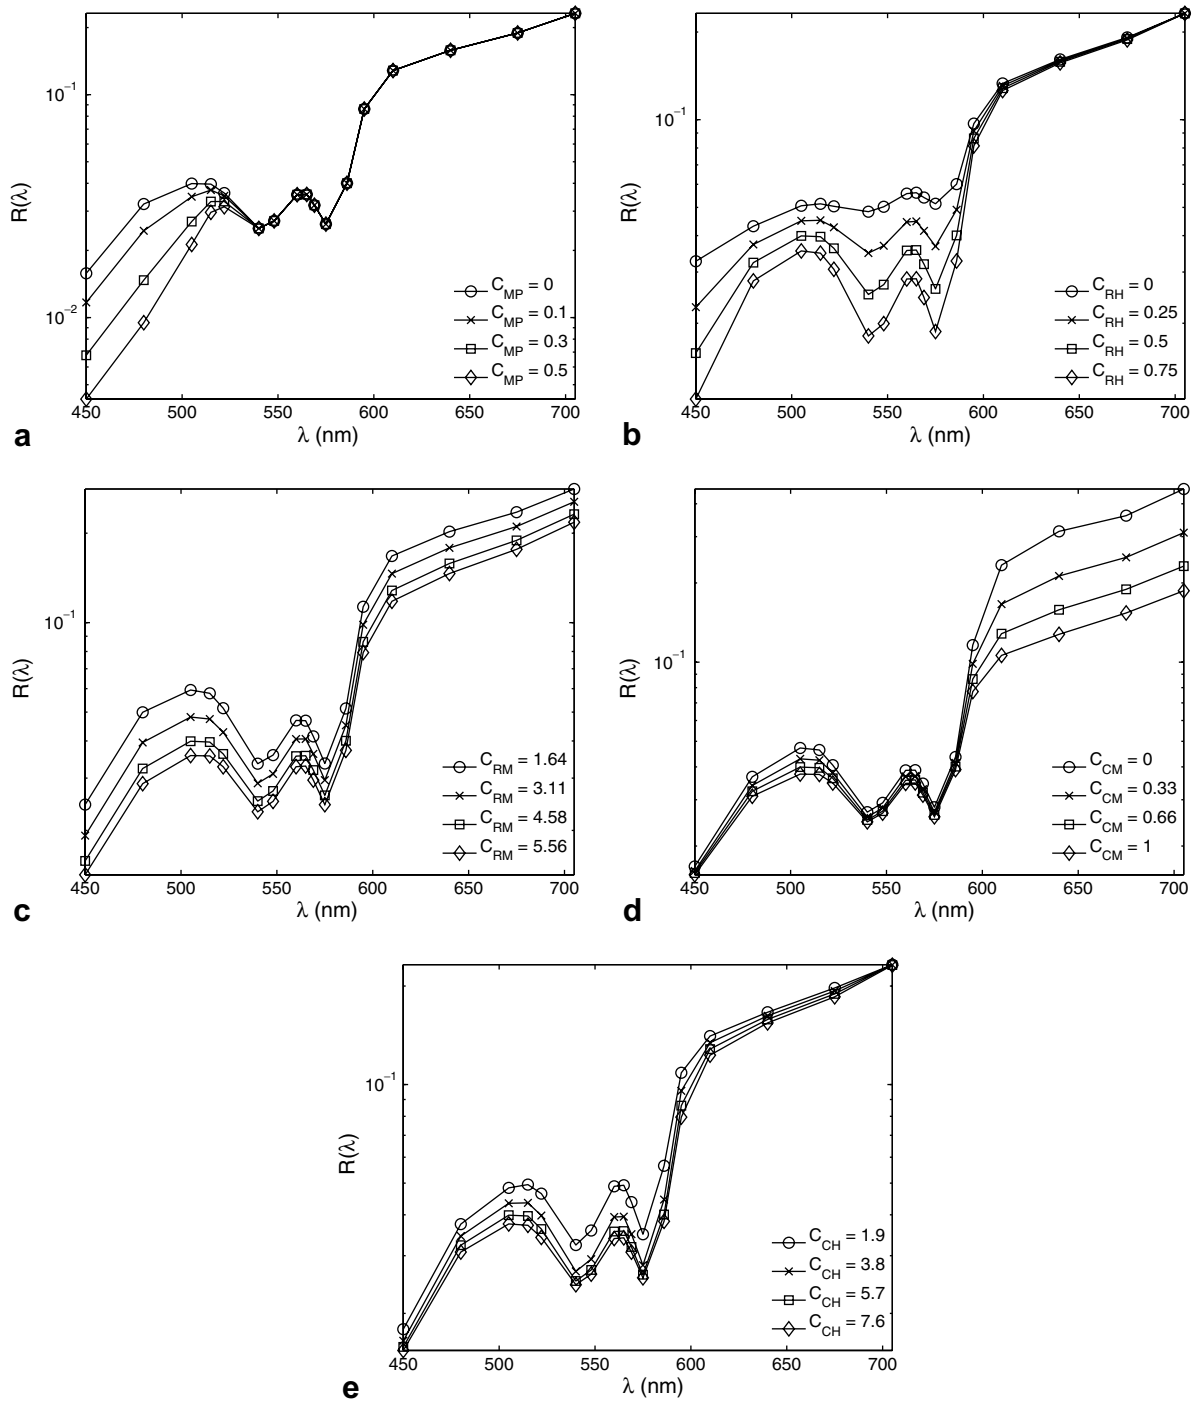 10⁻¹
10⁻²
R(λ)
450 500 550 600 650 700
λ (nm)
C_MP = 0
C_MP = 0.1
C_MP = 0.3
C_MP = 0.5
a
10⁻¹
R(λ)
450 500 550 600 650 700
λ (nm)
C_RH = 0
C_RH = 0.25
C_RH = 0.5
C_RH = 0.75
b
10⁻¹
R(λ)
450 500 550 600 650 700
λ (nm)
C_RM = 1.64
C_RM = 3.11
C_RM = 4.58
C_RM = 5.56
c
10⁻¹
R(λ)
450 500 550 600 650 700
λ (nm)
C_CM = 0
C_CM = 0.33
C_CM = 0.66
C_CM = 1
d
10⁻¹
R(λ)
450 500 550 600 650 700
λ (nm)
C_CH = 1.9
C_CH = 3.8
C_CH = 5.7
C_CH = 7.6
e